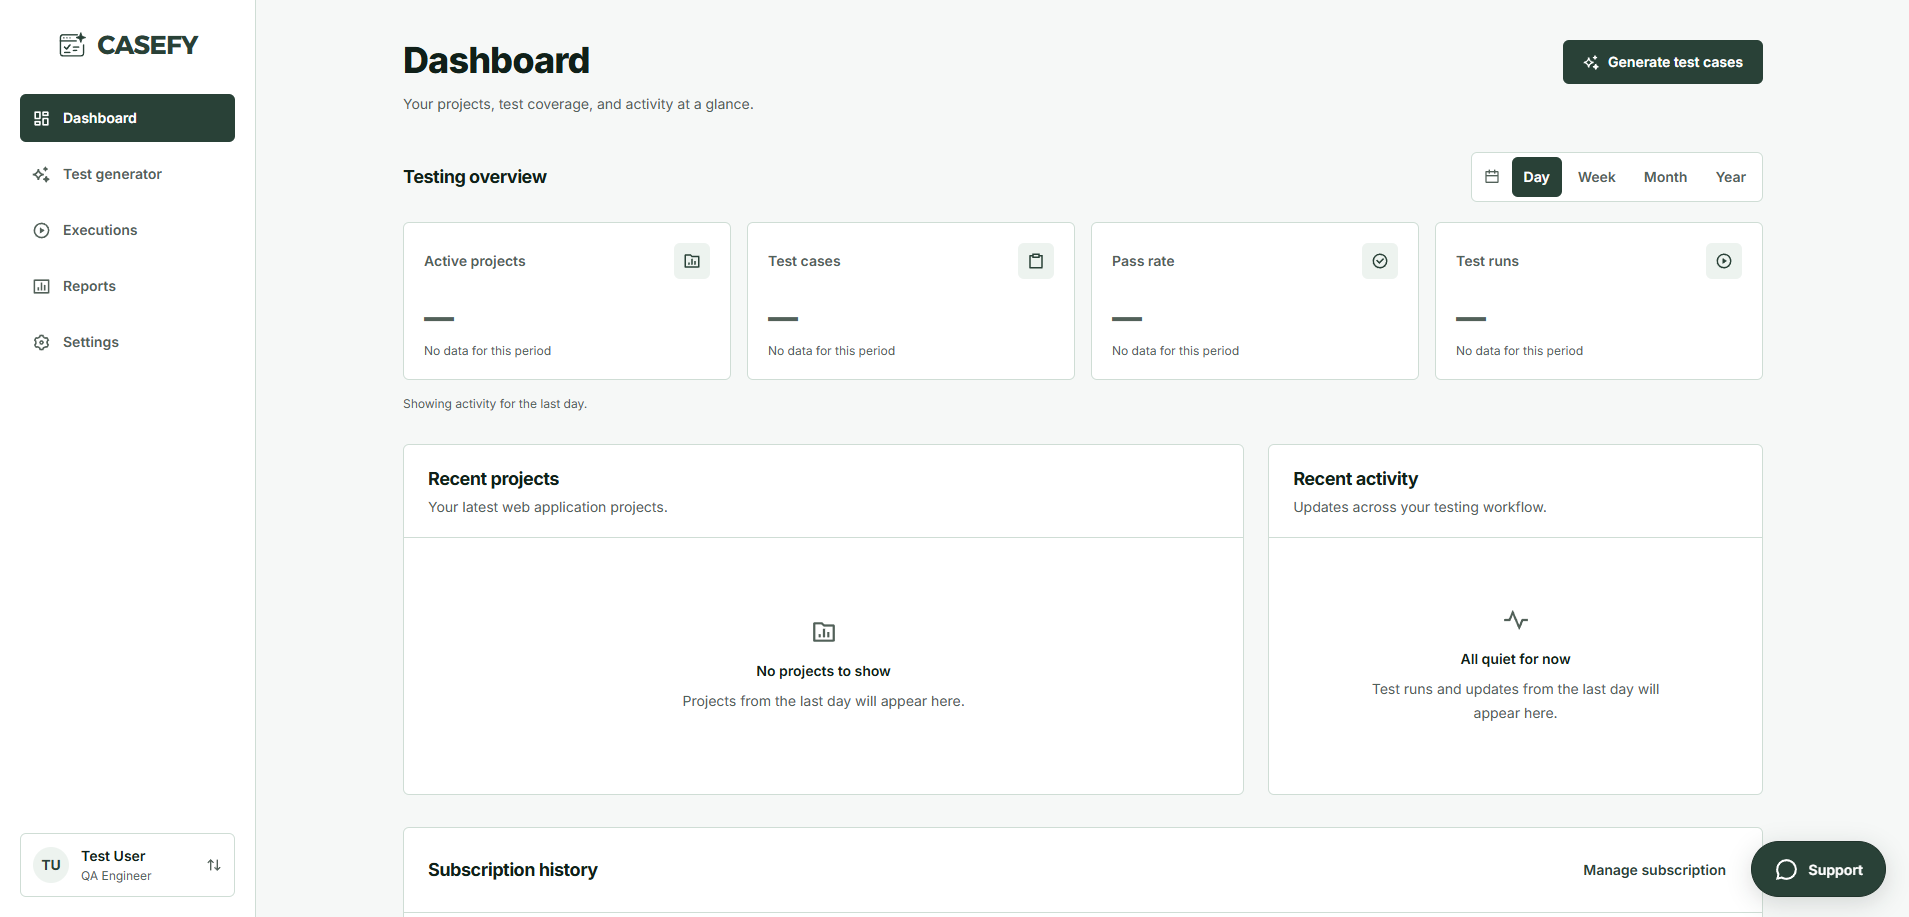 CASEFY
Dashboard
Test generator
Executions
Reports
Settings
TU
Test User
QA Engineer
Dashboard
Your projects, test coverage, and activity at a glance.
Generate test cases
Testing overview
Day
Week
Month
Year
Active projects
—
No data for this period
Test cases
—
No data for this period
Pass rate
—
No data for this period
Test runs
—
No data for this period
Showing activity for the last day.
Recent projects
Your latest web application projects.
No projects to show
Projects from the last day will appear here.
Recent activity
Updates across your testing workflow.
All quiet for now
Test runs and updates from the last day will
appear here.
Subscription history
Manage subscription
Support